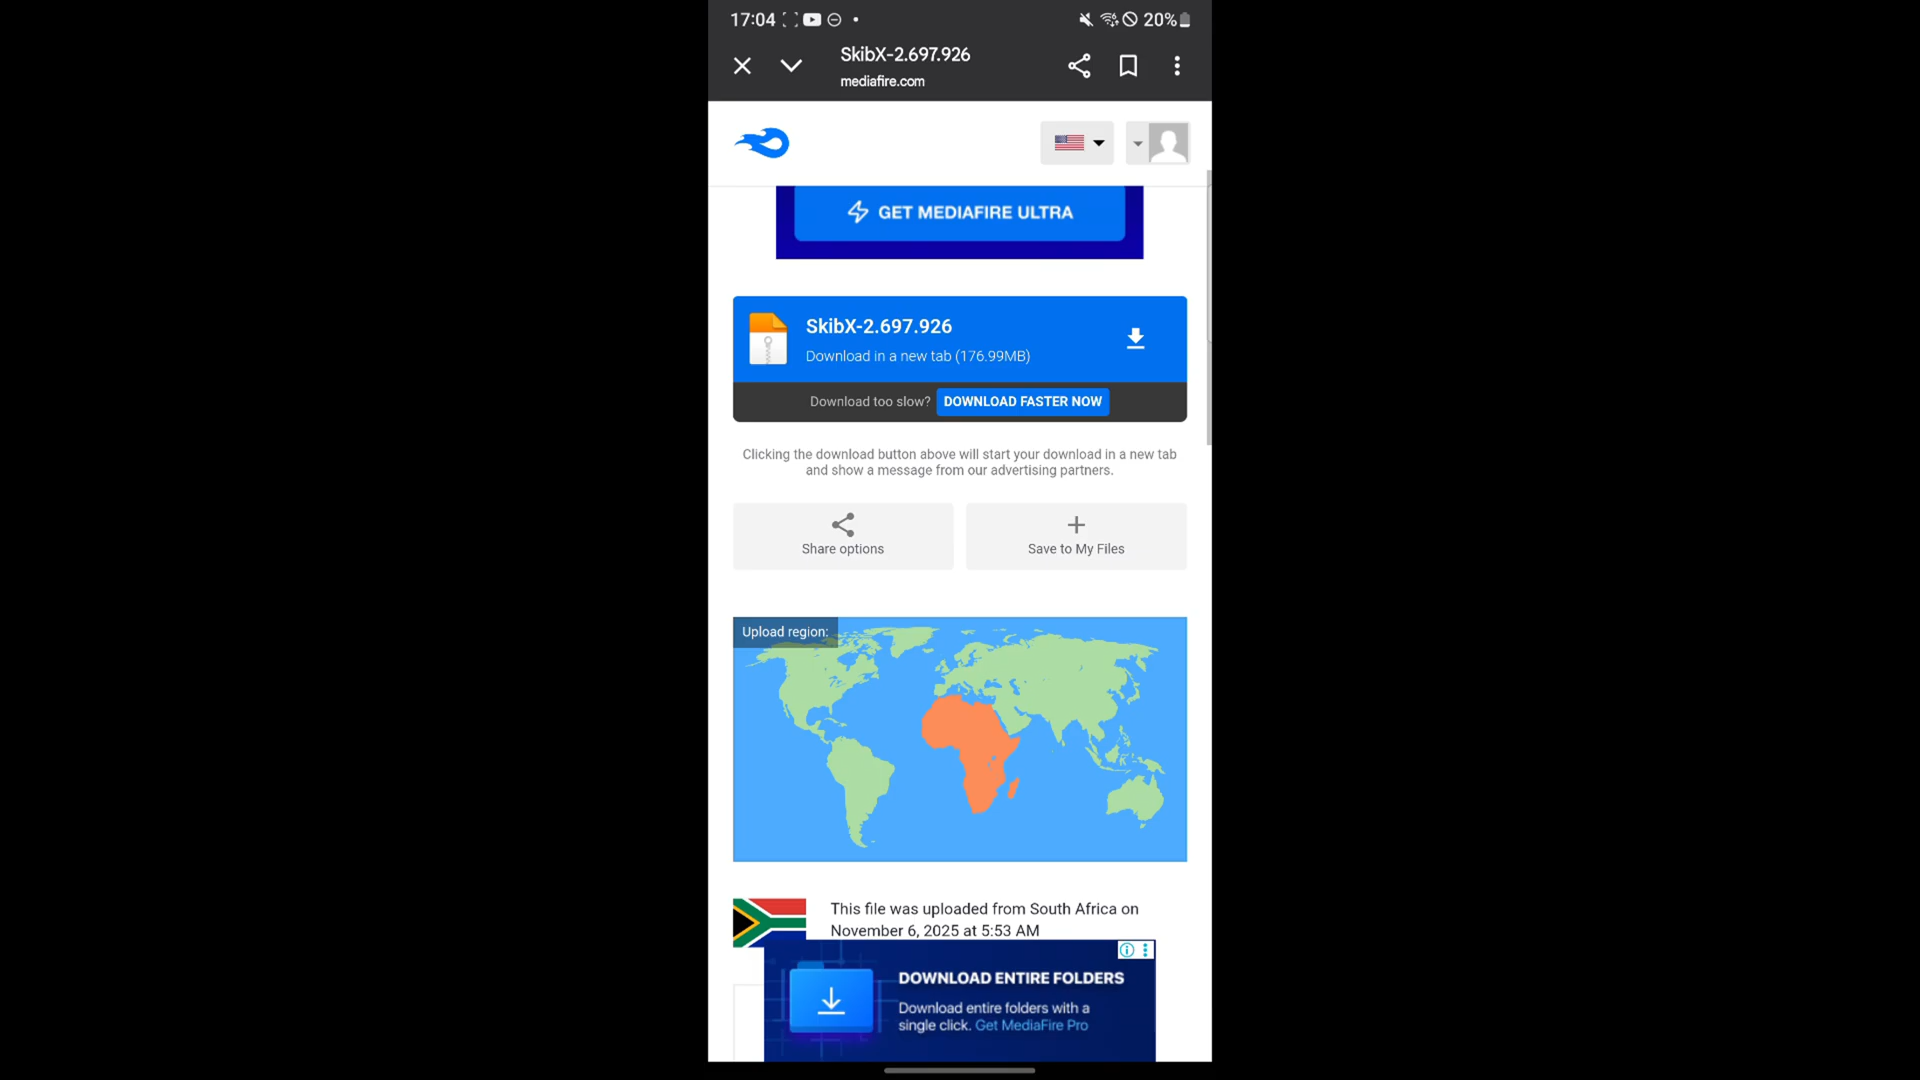 17:04
20%
SkibX-2.697.926
mediafire.com
GET MEDIAFIRE ULTRA
SkibX-2.697.926
Download in a new tab (176.99MB)
Download too slow? DOWNLOAD FASTER NOW
Clicking the download button above will start your download in a new tab
and show a message from our advertising partners.
Share options
Save to My Files
Upload region:
This file was uploaded from South Africa on
November 6, 2025 at 5:53 AM
DOWNLOAD ENTIRE FOLDERS
Download entire folders with a
single click. Get MediaFire Pro